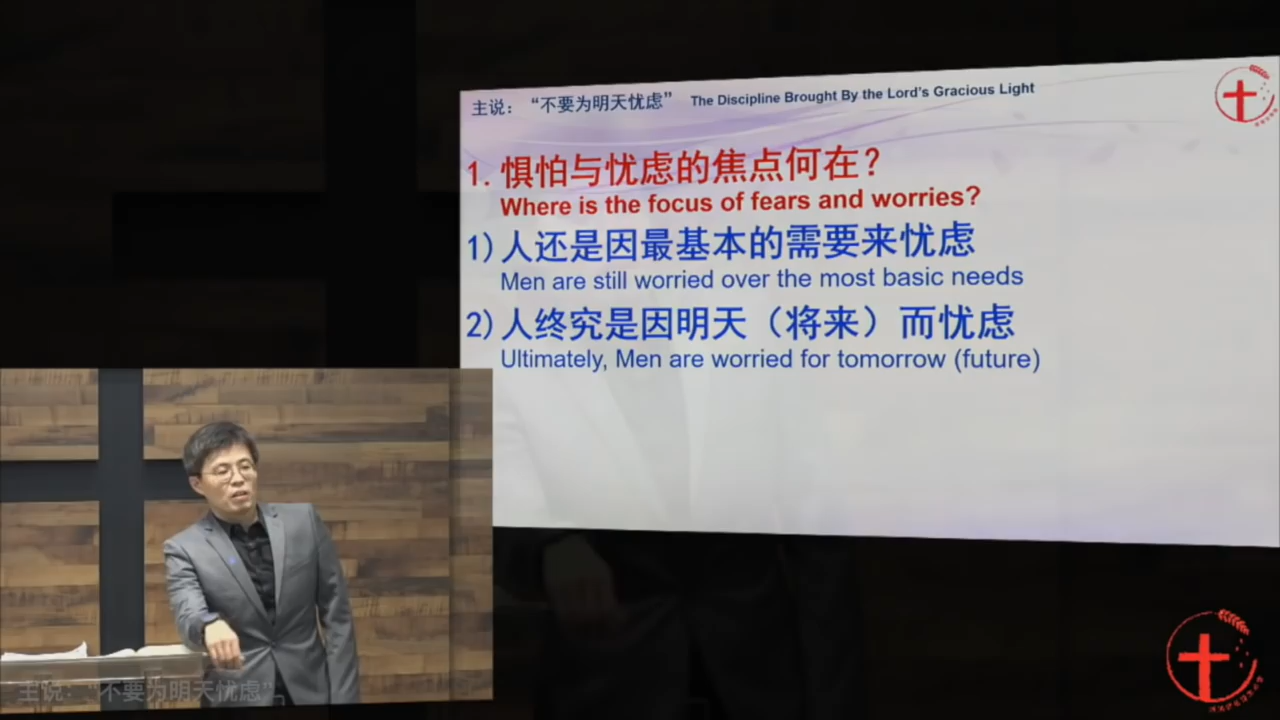 主说：“不要为明天忧虑” The Discipline Brought By the Lord's Gracious Light
1. 惧怕与忧虑的焦点何在？
Where is the focus of fears and worries?
1) 人还是因最基本的需要来忧虑
Men are still worried over the most basic needs
2) 人终究是因明天（将来）而忧虑
Ultimately, Men are worried for tomorrow (future)
主说：“不要为明天忧虑”